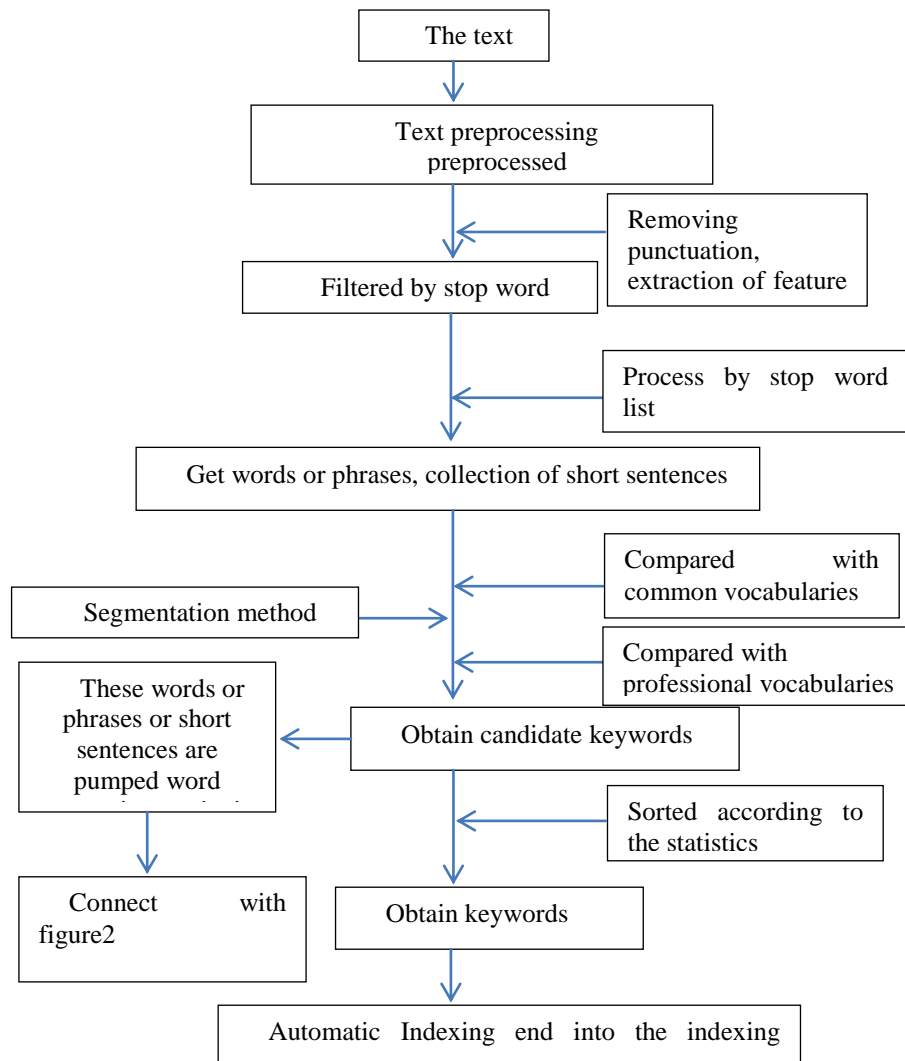 The text
Text preprocessing
preprocessed
Removing
punctuation,
extraction of feature
Filtered by stop word
Process by stop word
list
Get words or phrases, collection of short sentences
Compared with
common vocabularies
Segmentation method
Compared with
professional vocabularies
These words or
phrases or short
sentences are
pumped word
Obtain candidate keywords
Sorted according to
the statistics
Connect with
figure2
Obtain keywords
Automatic Indexing end into the indexing